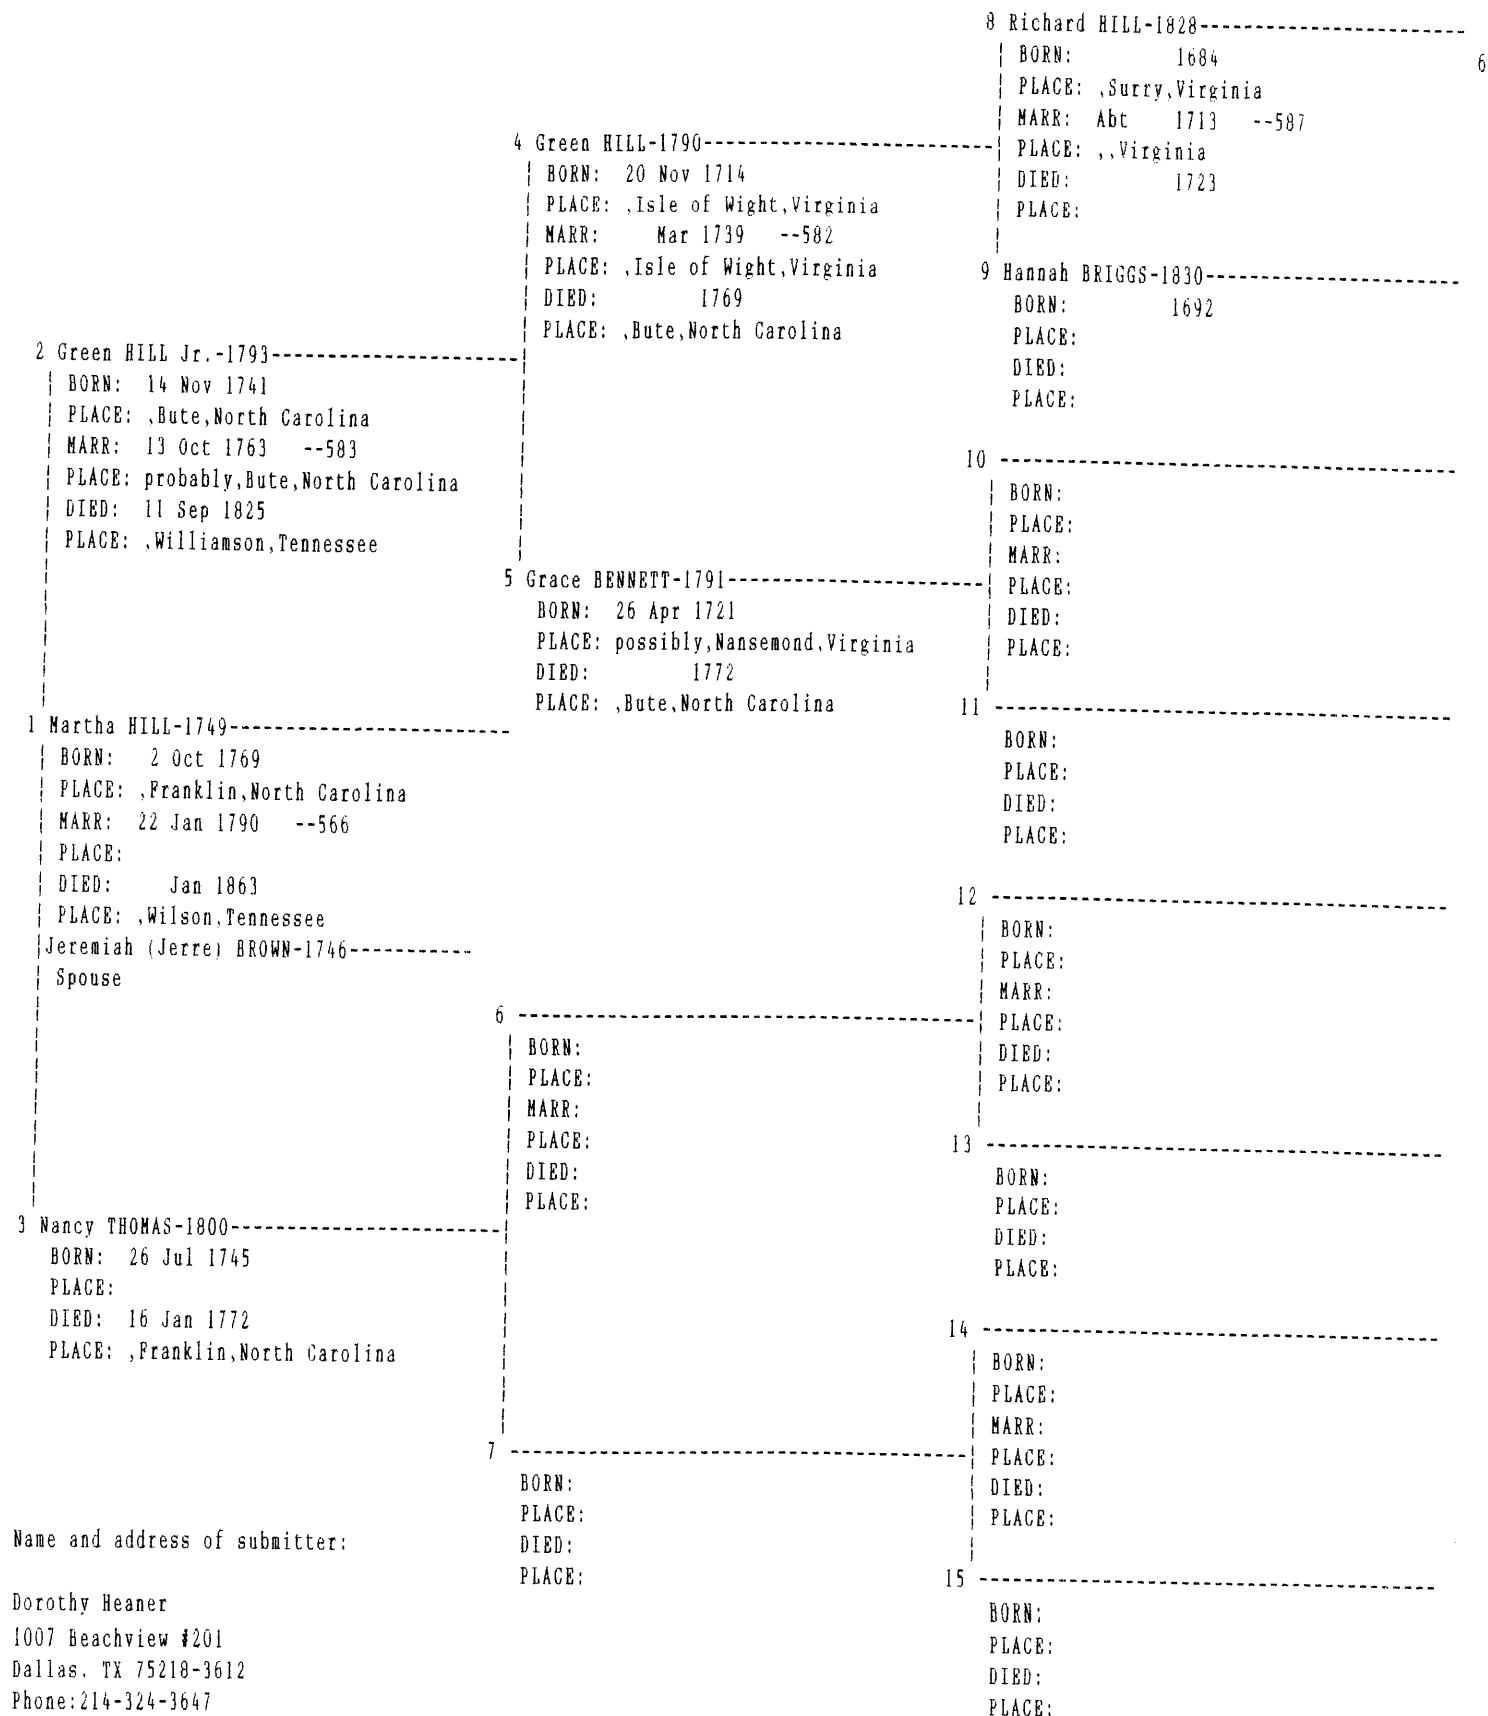 8 Richard HILL-1828-----------------------
BORN: 1684
6
PLACE: ,Surry,Virginia
MARR: Abt 1713 --587
PLACE: ,,Virginia
DIED: 1723
PLACE:
4 Green HILL-1790-------------------------
BORN: 20 Nov 1714
PLACE: ,Isle of Wight,Virginia
MARR: Mar 1739 --582
PLACE: ,Isle of Wight,Virginia
DIED: 1769
PLACE: ,Bute,North Carolina
9 Hannah BRIGGS-1830----------------------
BORN: 1692
PLACE:
DIED:
PLACE:
2 Green HILL Jr.-1793---------------------
BORN: 14 Nov 1741
PLACE: ,Bute,North Carolina
MARR: 13 Oct 1763 --583
PLACE: probably,Bute,North Carolina
DIED: 11 Sep 1825
PLACE: ,Williamson,Tennessee
10 ----------------------------------------
BORN:
PLACE:
MARR:
PLACE:
DIED:
PLACE:
5 Grace BENNETT-1791----------------------
BORN: 26 Apr 1721
PLACE: possibly,Nansemond,Virginia
DIED: 1772
PLACE: ,Bute,North Carolina
11 ----------------------------------------
BORN:
PLACE:
DIED:
PLACE:
1 Martha HILL-1749------------------------
BORN: 2 Oct 1769
PLACE: ,Franklin,North Carolina
MARR: 22 Jan 1790 --566
PLACE:
DIED: Jan 1863
PLACE: ,Wilson,Tennessee
Jeremiah (Jerre) BROWN-1746-----------
Spouse
12 ----------------------------------------
BORN:
PLACE:
MARR:
PLACE:
DIED:
PLACE:
6 -----------------------------------------
BORN:
PLACE:
MARR:
PLACE:
DIED:
PLACE:
13 ----------------------------------------
BORN:
PLACE:
DIED:
PLACE:
3 Nancy THOMAS-1800-----------------------
BORN: 26 Jul 1745
PLACE:
DIED: 16 Jan 1772
PLACE: ,Franklin,North Carolina
14 ----------------------------------------
BORN:
PLACE:
MARR:
PLACE:
DIED:
PLACE:
7 -----------------------------------------
BORN:
PLACE:
DIED:
PLACE:
15 ----------------------------------------
BORN:
PLACE:
DIED:
PLACE:
Name and address of submitter:
Dorothy Heaner
1007 Beachview #201
Dallas, TX 75218-3612
Phone:214-324-3647